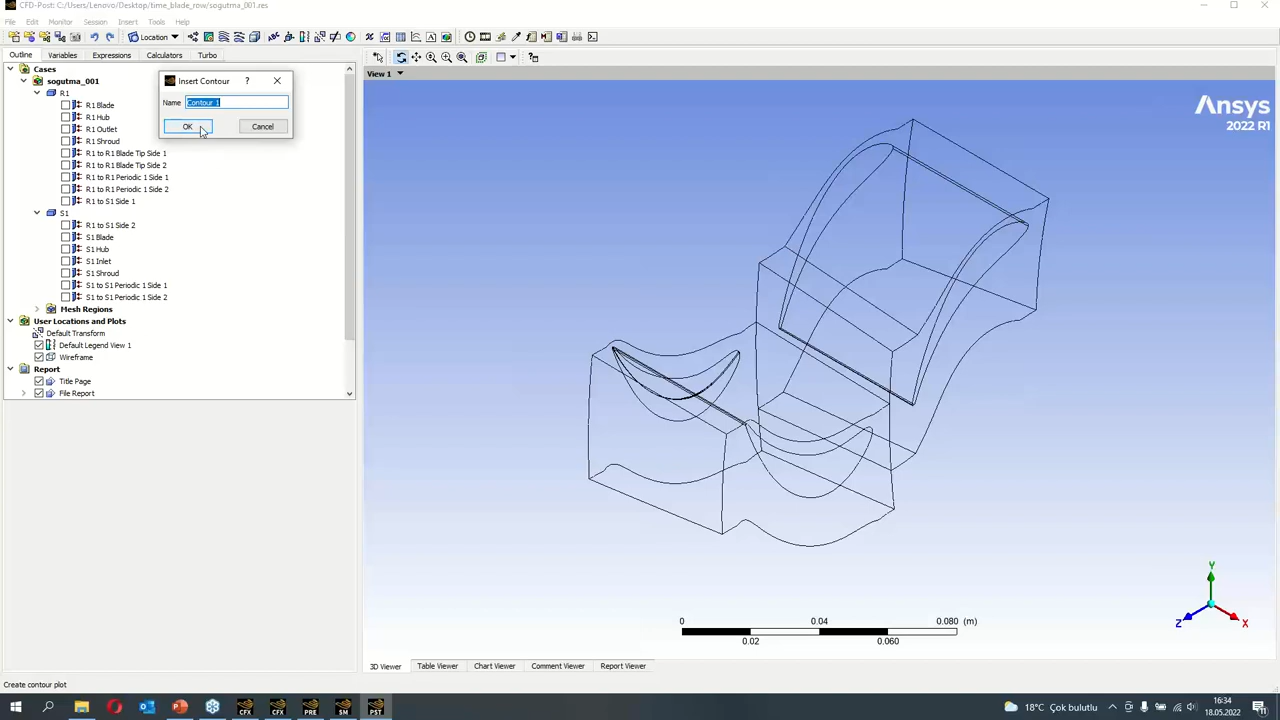 CFD-Post: C:/Users/Lenovo/Desktop/time_blade_row/sogutma_001.res
File Edit Monitor Session Insert Tools Help
Location
Outline Variables Expressions Calculators Turbo
View 1
Cases
sogutma_001
R1
R1 Blade
R1 Hub
R1 Outlet
R1 Shroud
R1 to R1 Blade Tip Side 1
R1 to R1 Blade Tip Side 2
R1 to R1 Periodic 1 Side 1
R1 to R1 Periodic 1 Side 2
R1 to S1 Side 1
S1
R1 to S1 Side 2
S1 Blade
S1 Hub
S1 Inlet
S1 Shroud
S1 to S1 Periodic 1 Side 1
S1 to S1 Periodic 1 Side 2
Mesh Regions
User Locations and Plots
Default Transform
Default Legend View 1
Wireframe
Report
Title Page
File Report
Insert Contour ?
Name Contour 1
OK Cancel
Ansys
2022 R1
Y
Z
X
0 0.04 0.080 (m)
0.02 0.060
3D Viewer Table Viewer Chart Viewer Comment Viewer Report Viewer
Create contour plot
CFX CFX PRE SM PST
18°C Çok bulutlu
16:34
18.05.2022